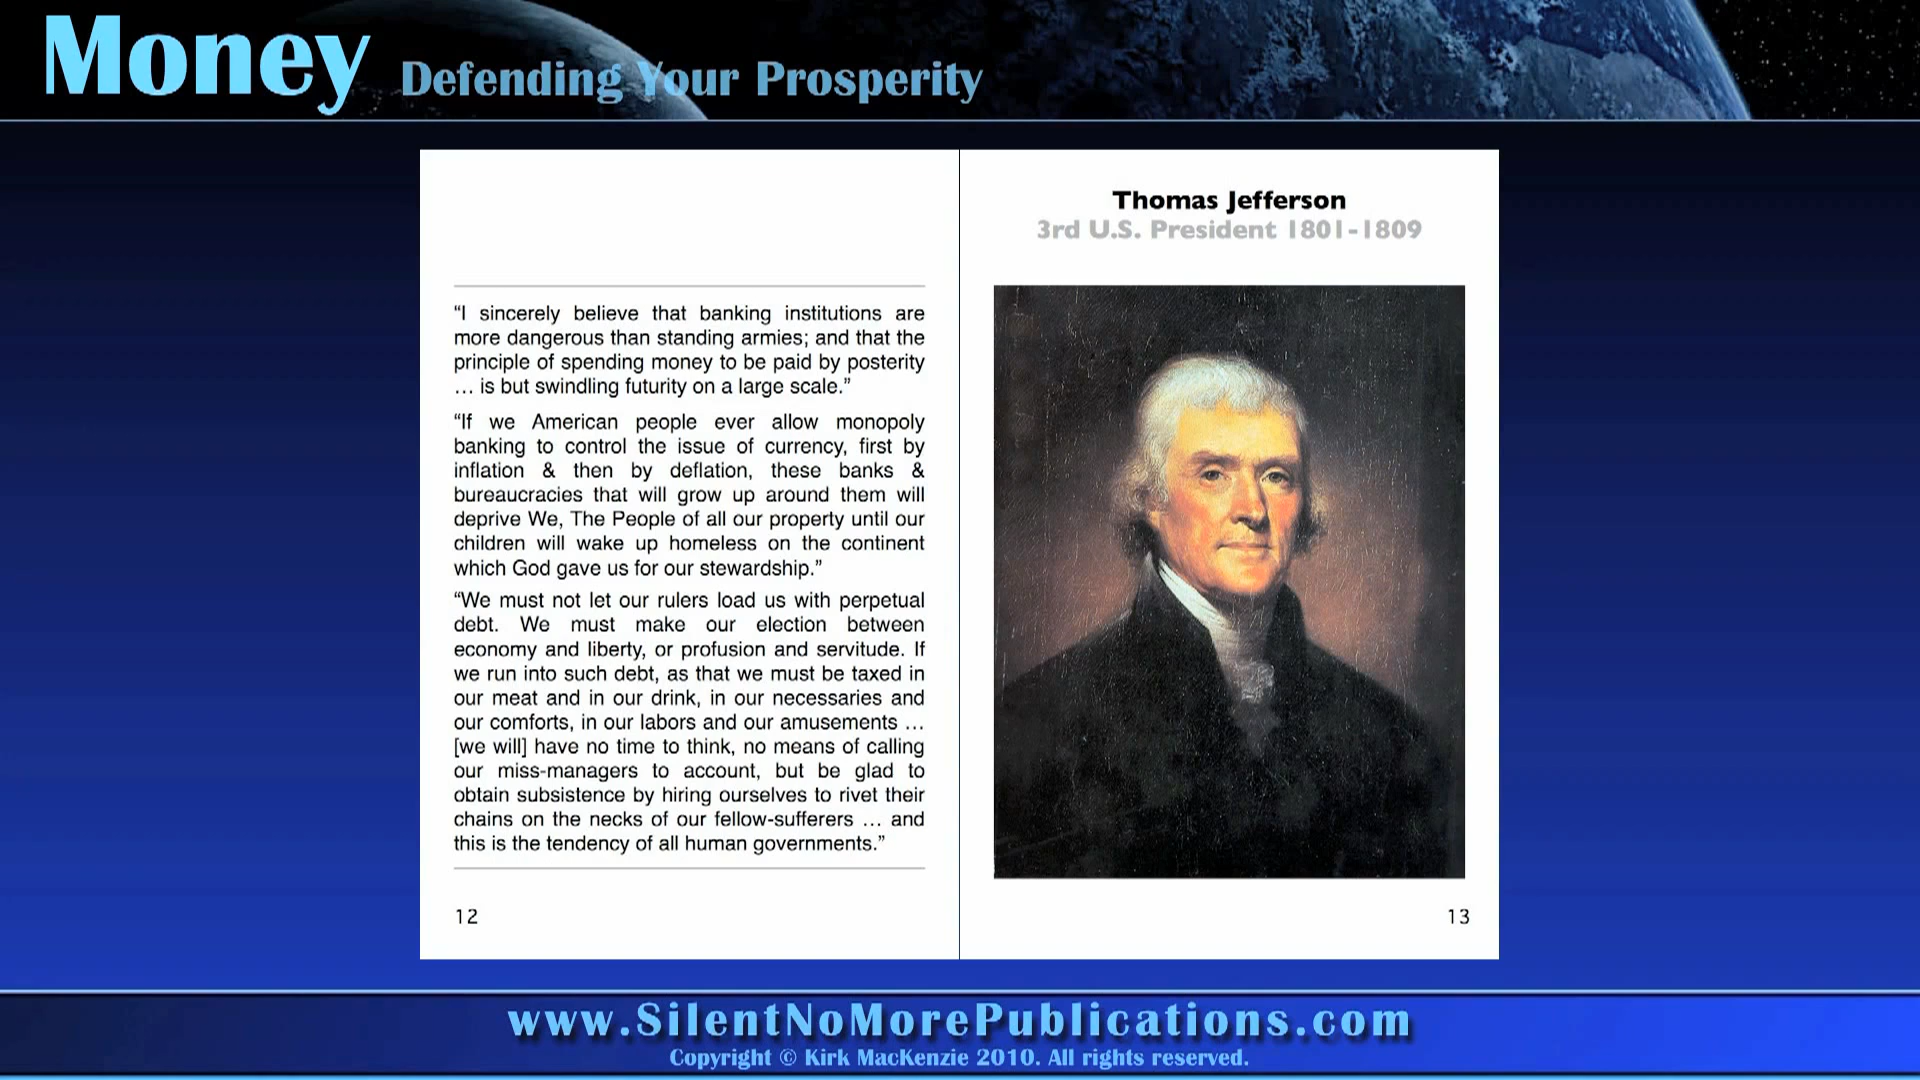 Money Defending Your Prosperity
“I sincerely believe that banking institutions are
more dangerous than standing armies; and that the
principle of spending money to be paid by posterity
… is but swindling futurity on a large scale.”
“If we American people ever allow monopoly
banking to control the issue of currency, first by
inflation & then by deflation, these banks &
bureaucracies that will grow up around them will
deprive We, The People of all our property until our
children will wake up homeless on the continent
which God gave us for our stewardship.”
“We must not let our rulers load us with perpetual
debt. We must make our election between
economy and liberty, or profusion and servitude. If
we run into such debt, as that we must be taxed in
our meat and in our drink, in our necessaries and
our comforts, in our labors and our amusements …
[we will] have no time to think, no means of calling
our miss-managers to account, but be glad to
obtain subsistence by hiring ourselves to rivet their
chains on the necks of our fellow-sufferers … and
this is the tendency of all human governments.”
12
Thomas Jefferson
3rd U.S. President 1801-1809
13
www.SilentNoMorePublications.com
Copyright © Kirk MacKenzie 2010. All rights reserved.